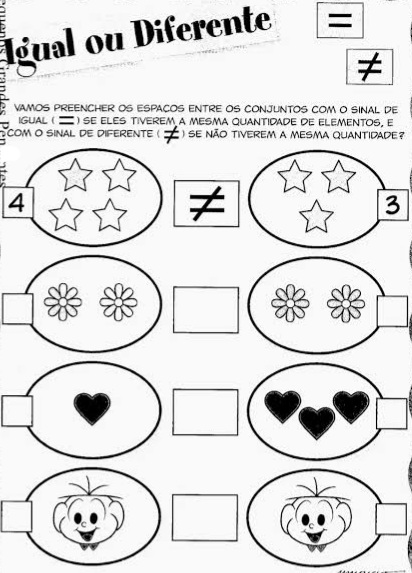 Igual ou Diferente
=
≠
VAMOS PREENCHER OS ESPAÇOS ENTRE OS CONJUNTOS COM O SINAL DE
IGUAL ( = ) SE ELES TIVEREM A MESMA QUANTIDADE DE ELEMENTOS, E
COM O SINAL DE DIFERENTE ( ≠ ) SE NÃO TIVEREM A MESMA QUANTIDADE?
4 ≠ 3